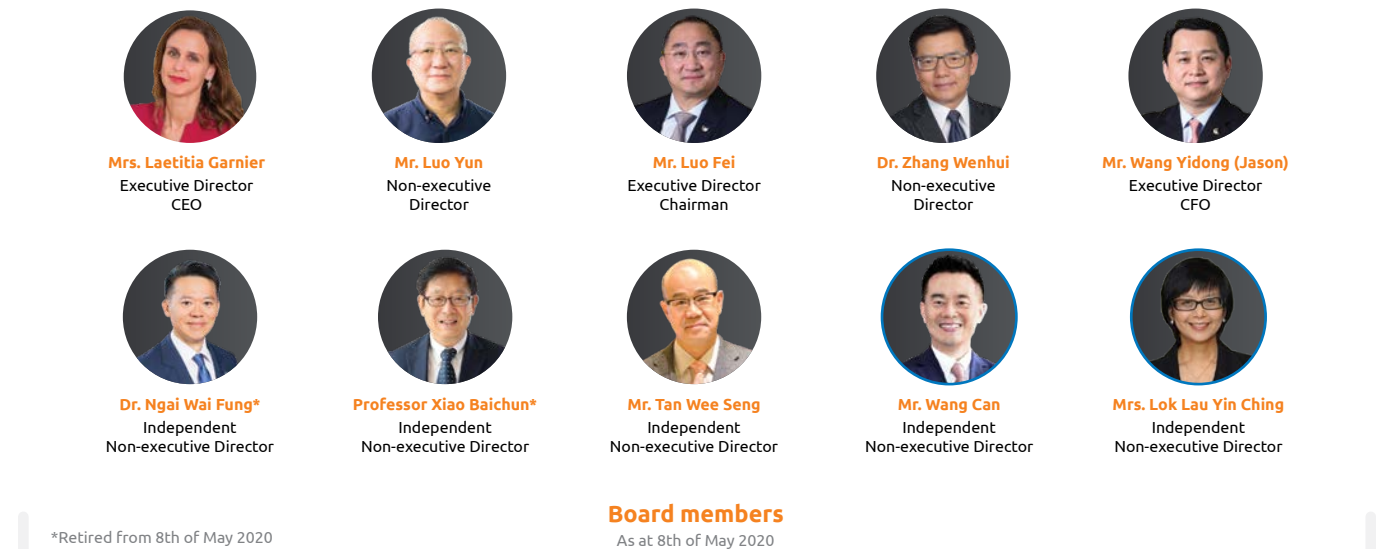 Mrs. Laetitia Garnier
Executive Director
CEO
Mr. Luo Yun
Non-executive
Director
Mr. Luo Fei
Executive Director
Chairman
Dr. Zhang Wenhui
Non-executive
Director
Mr. Wang Yidong (Jason)
Executive Director
CFO
Dr. Ngai Wai Fung*
Independent
Non-executive Director
Professor Xiao Baichun*
Independent
Non-executive Director
Mr. Tan Wee Seng
Independent
Non-executive Director
Mr. Wang Can
Independent
Non-executive Director
Mrs. Lok Lau Yin Ching
Independent
Non-executive Director
Board members
As at 8th of May 2020
*Retired from 8th of May 2020